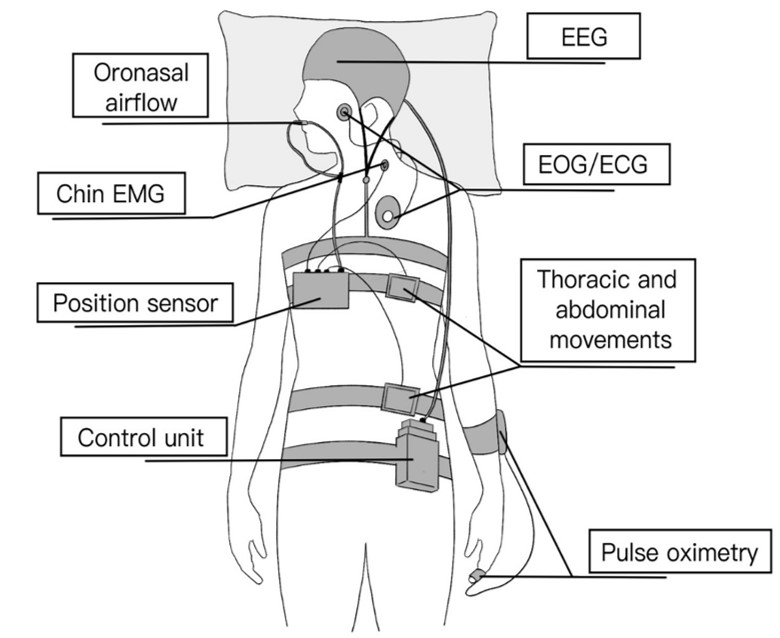 EEG
Oronasal
airflow
EOG/ECG
Chin EMG
Thoracic and
abdominal
movements
Position sensor
Control unit
Pulse oximetry